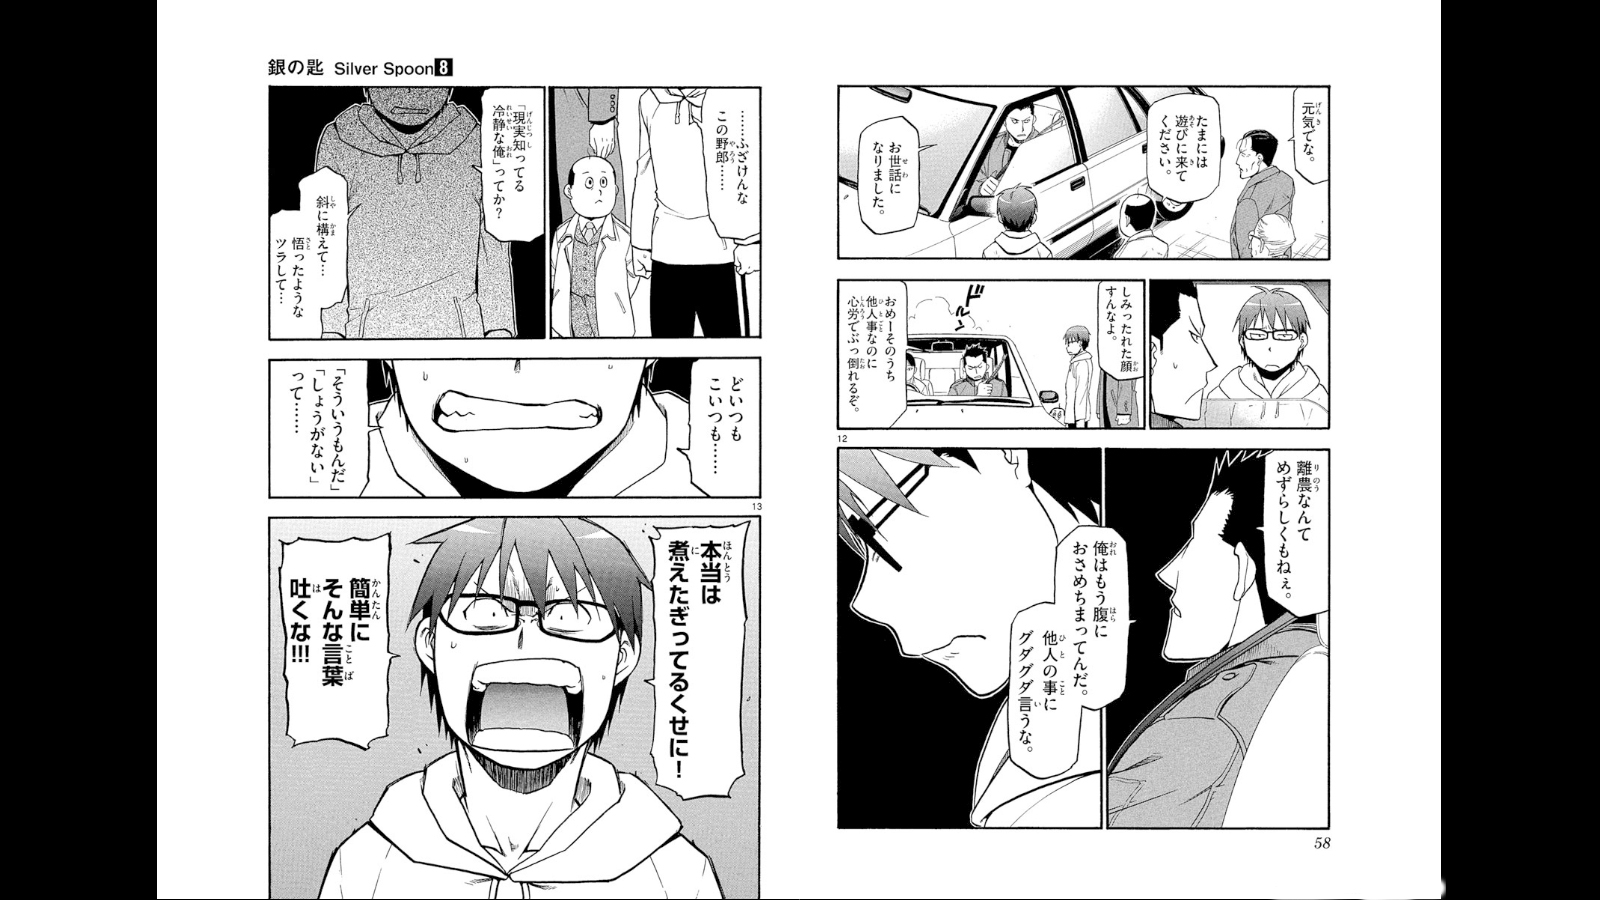 元気でな。
たまには
遊びに来て
ください。
お世話に
なりました。
しみったれた顔
すんなよ。
ドルン
おめーそのうち
他人事なのに
心労でぶっ倒れるぞ。
12
離農なんて
めずらしくもねぇ。
俺はもう腹に
おさめちまってんだ。
他人の事に
グダグダ言うな。
58
銀の匙 Silver Spoon8
………ふざけんな
この野郎……
「現実知ってる
冷静な俺」ってか？
斜に構えて…
悟ったような
ツラして…
どいつも
こいつも……
「そういうもんだ」
「しょうがない」
って……
13
本当は
煮えたぎってるくせに！
簡単に
そんな言葉
吐くな!!!